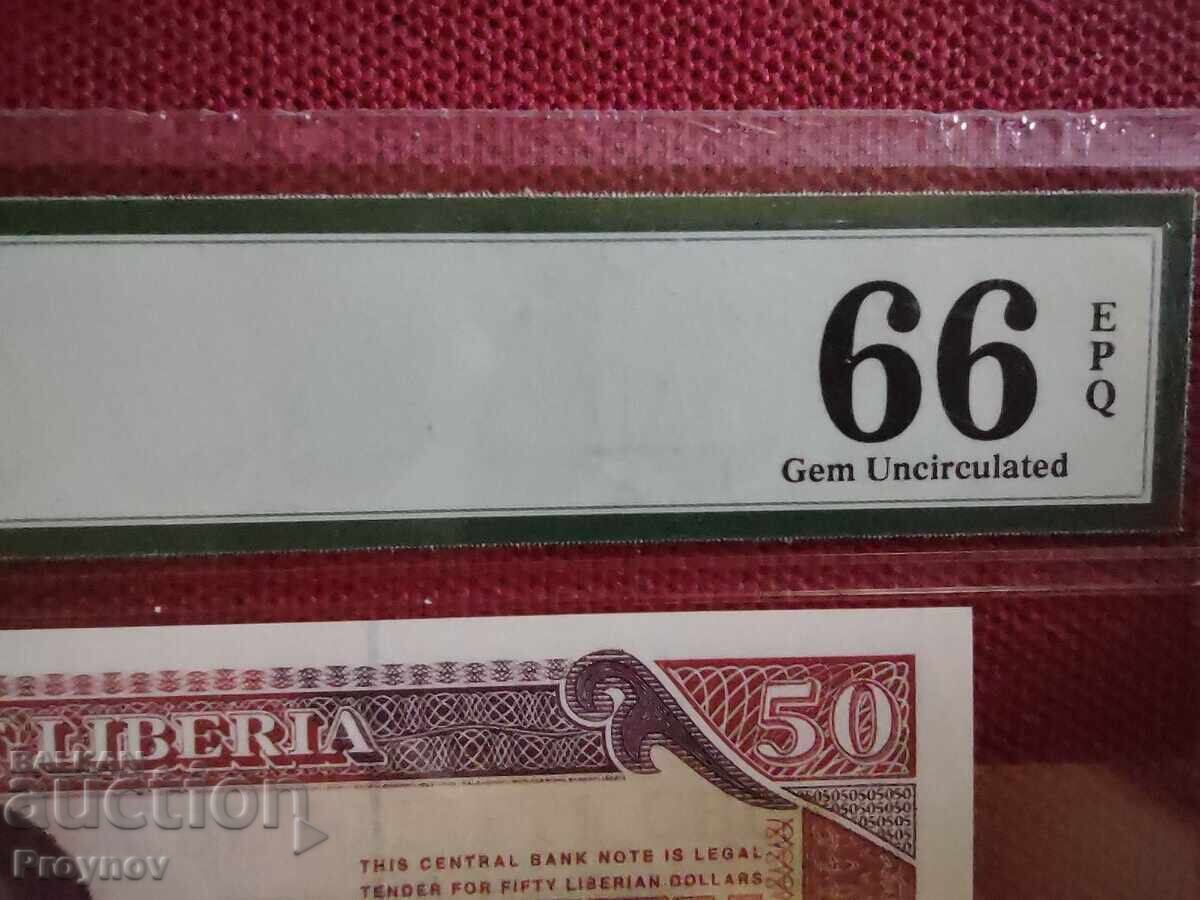 66
E
P
Q
Gem Uncirculated
LIBERIA
50
BALKAN
auction
505050505050
THIS CENTRAL BANK NOTE IS LEGAL
TENDER FOR FIFTY LIBERIAN DOLLARS
Proynov